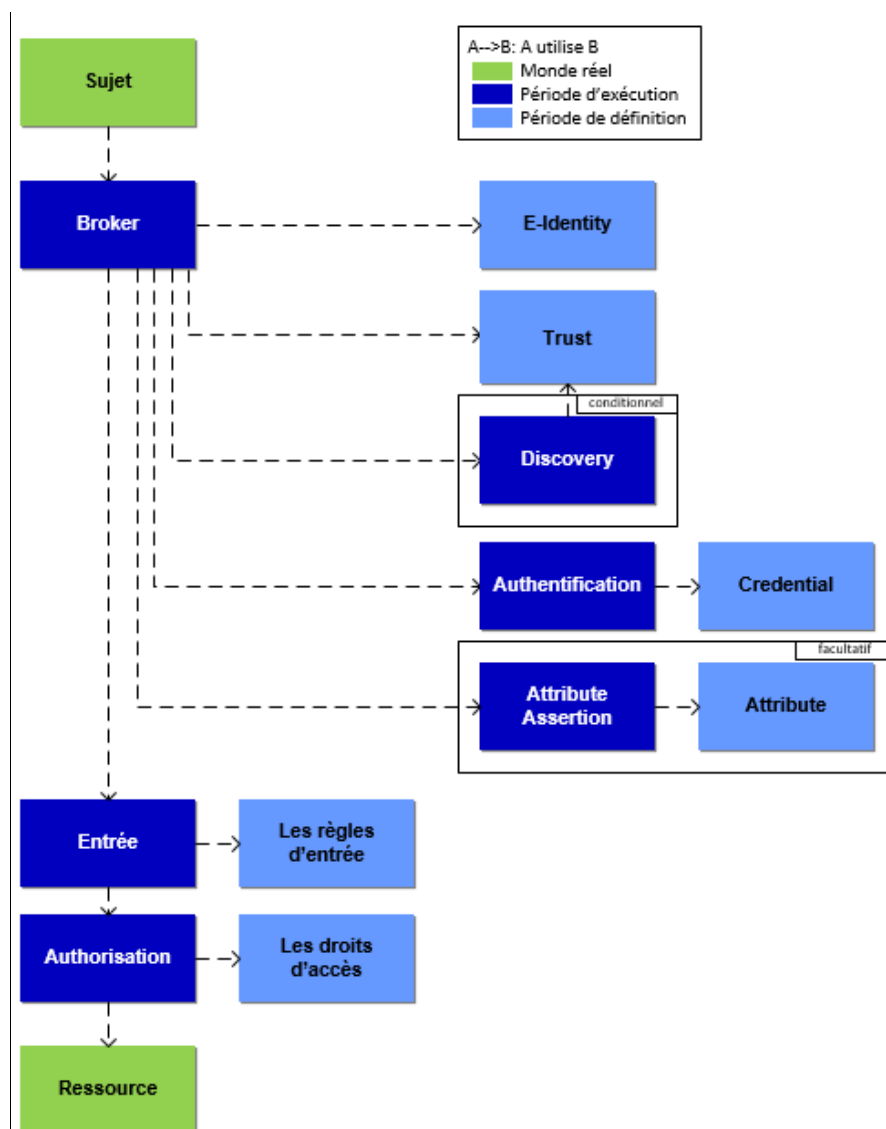 A-->B: A utilise B
Monde réel
Période d'exécution
Période de définition
Sujet
Broker
E-Identity
Trust
conditionnel
Discovery
Authentification
Credential
facultatif
Attribute
Assertion
Attribute
Entrée
Les règles
d'entrée
Authorisation
Les droits
d'accès
Ressource